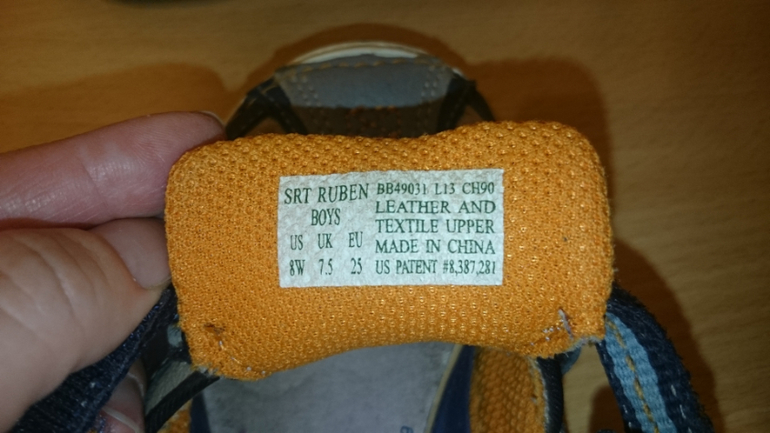 SRT RUBEN
BOYS
US UK EU
8W 7.5 25
BB49031 L13 CH90
LEATHER AND
TEXTILE UPPER
MADE IN CHINA
US PATENT #8,387,281